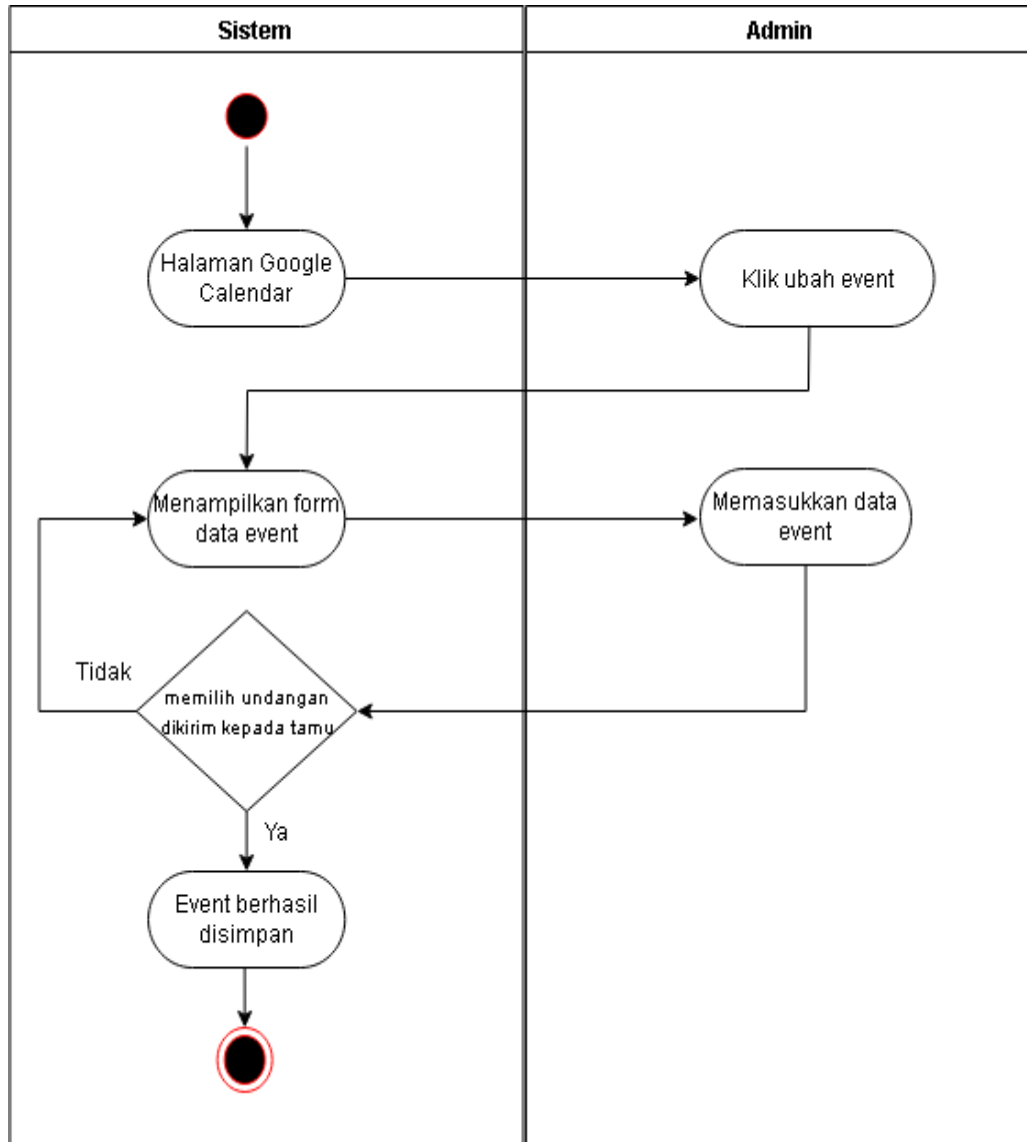 Sistem
Admin
Halaman Google
Calendar
Klik ubah event
Menampilkan form
data event
Memasukkan data
event
Tidak
memilih undangan
dikirim kepada tamu
Ya
Event berhasil
disimpan